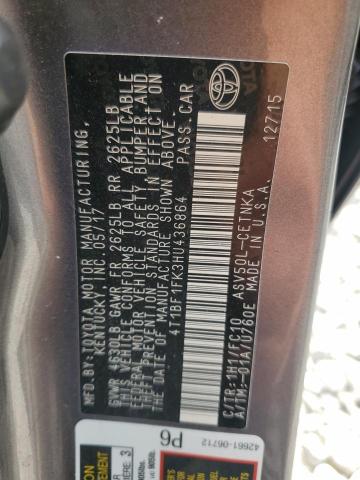 MFD.BY:TOYOTA MOTOR MANUFACTURING,
KENTUCKY, INC. 05/17
GVWR 4630LB GAWR FR 2625LB RR 2625LB
THIS VEHICLE CONFORMS TO ALL APPLICABLE
FEDERAL MOTOR VEHICLE SAFETY BUMPER AND
THEFT PREVENTION STANDARDS IN EFFECT ON
THE DATE OF MANUFACTURE SHOWN ABOVE.
4T1BF1FK3HU436864 PASS.CAR
C/TR: 1H1/FC10 ASV50L-CETNKA
A/TM: -01A/U760E MADE IN U.S.A.
12715
TOYOTA
P6
42661-06712